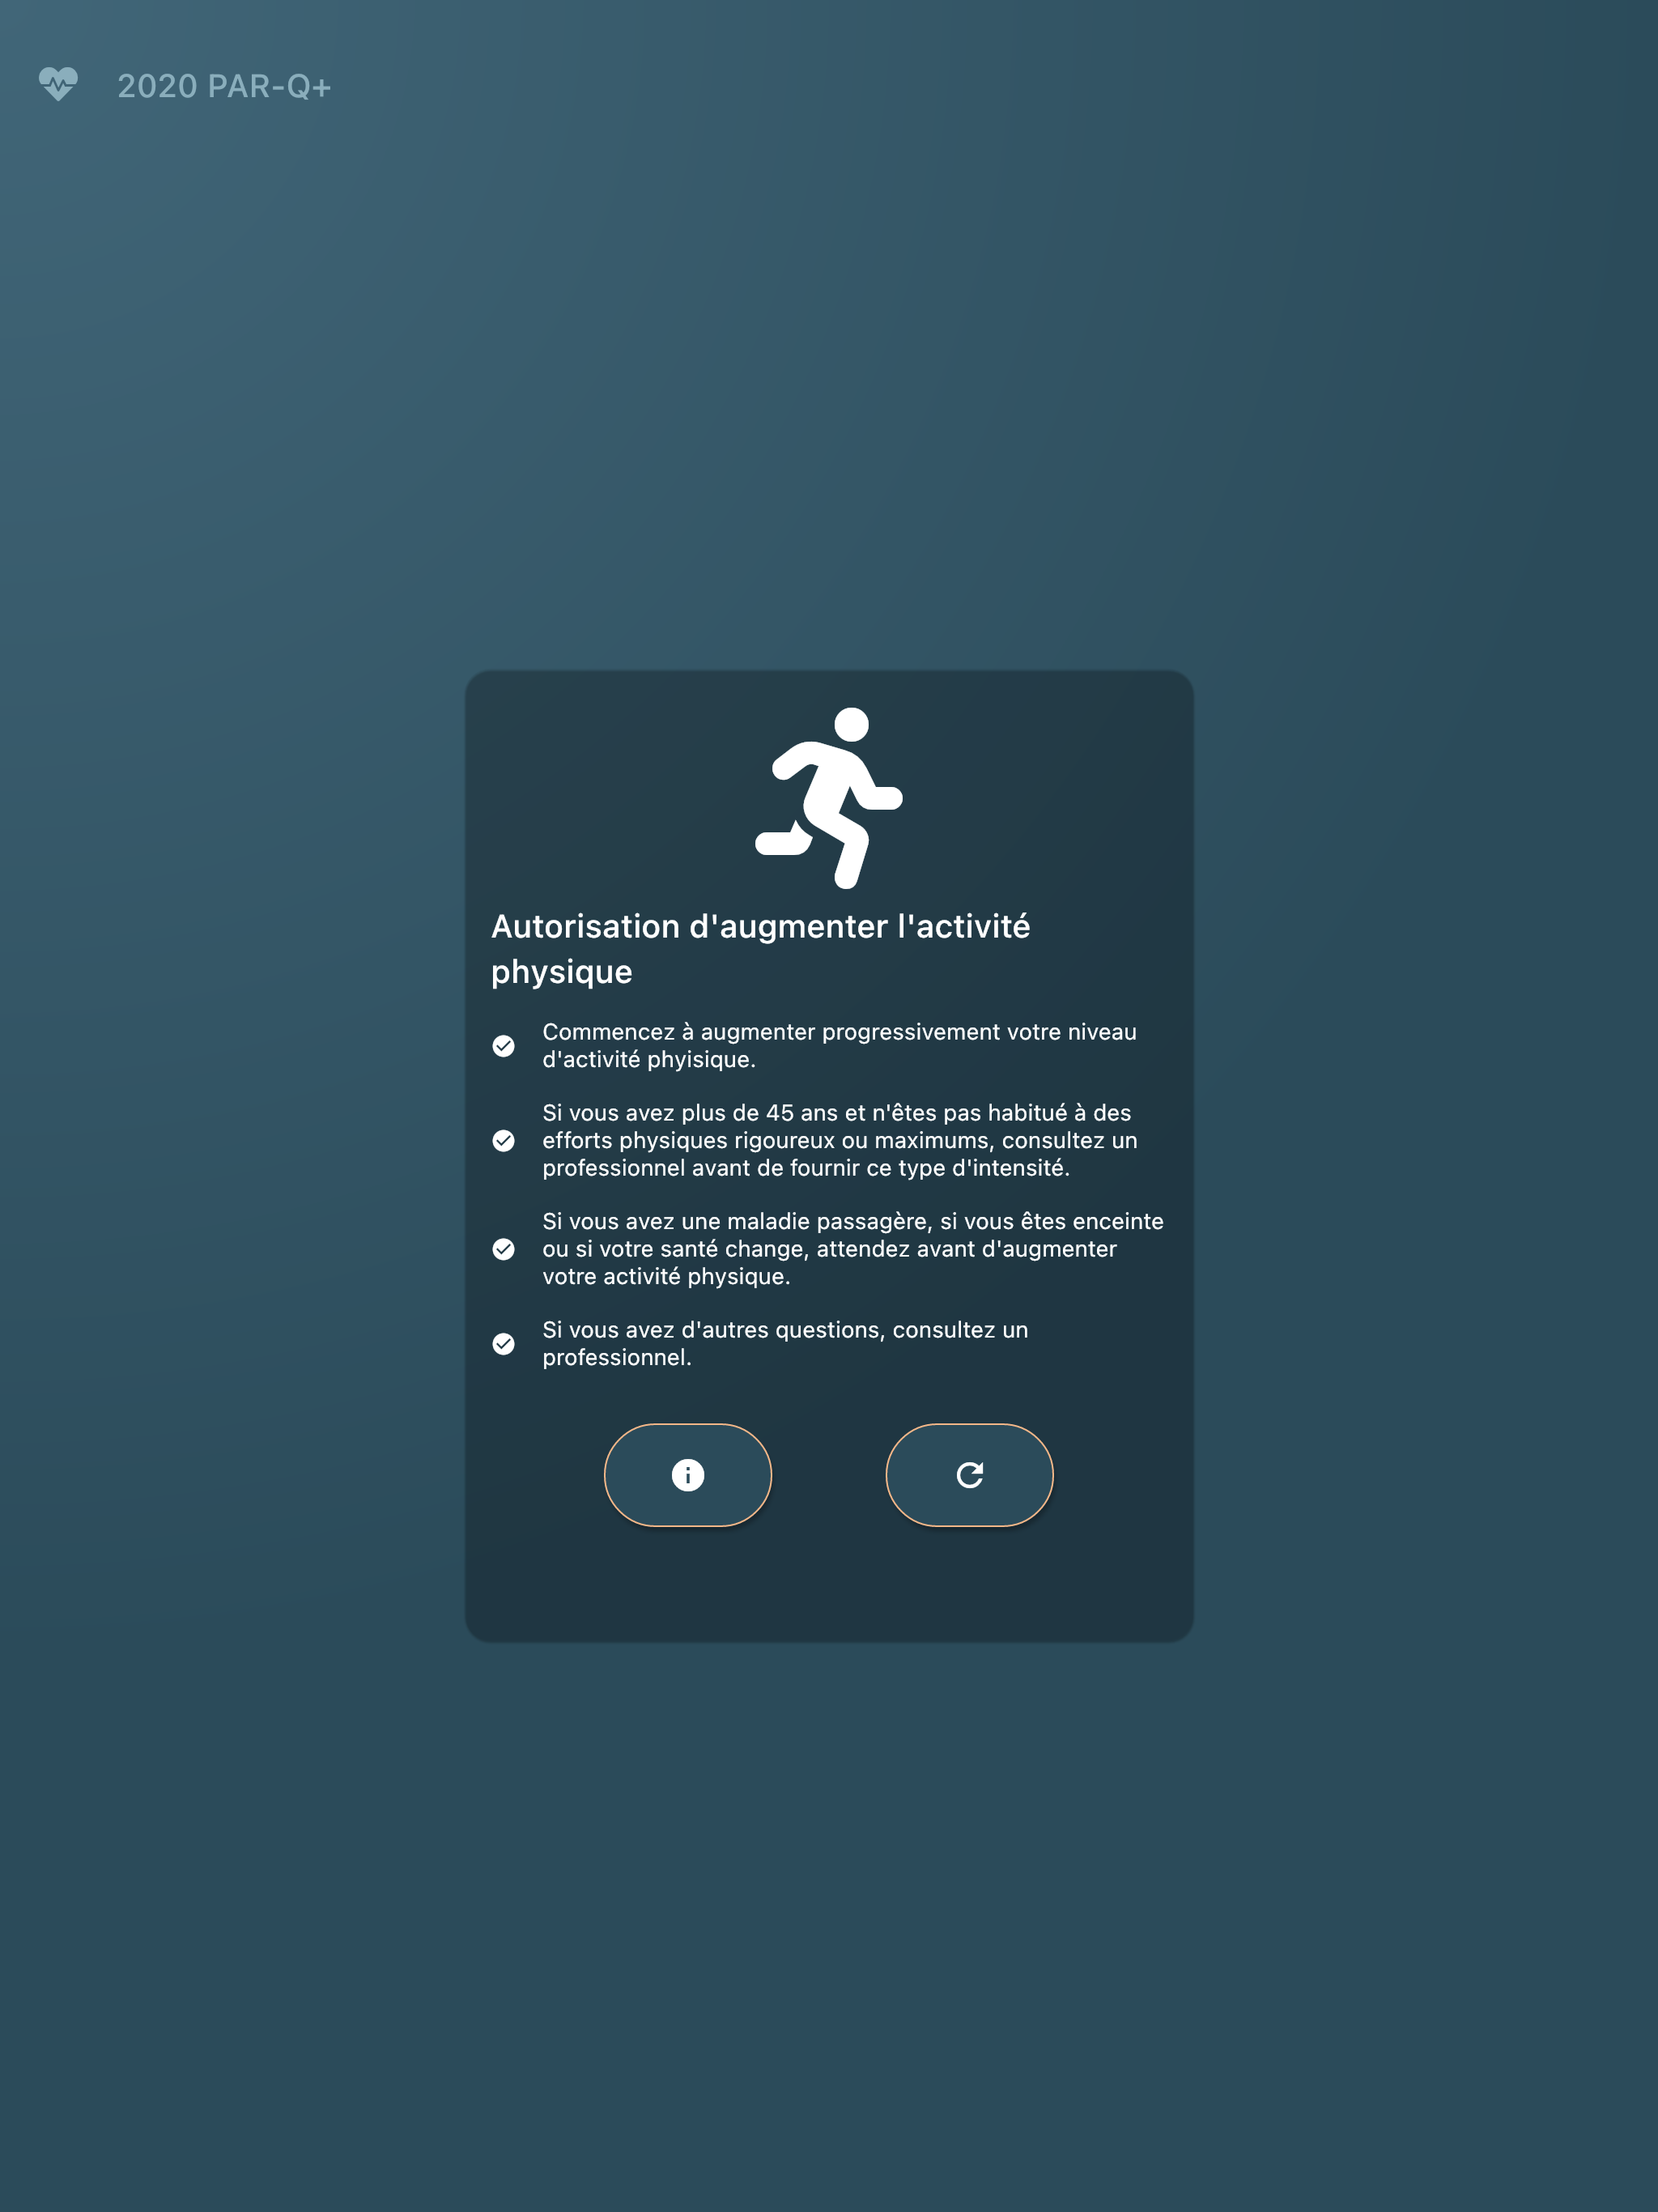 2020 PAR-Q+
Autorisation d'augmenter l'activité
physique
Commencez à augmenter progressivement votre niveau
d'activité phyisique.
Si vous avez plus de 45 ans et n'êtes pas habitué à des
efforts physiques rigoureux ou maximums, consultez un
professionnel avant de fournir ce type d'intensité.
Si vous avez une maladie passagère, si vous êtes enceinte
ou si votre santé change, attendez avant d'augmenter
votre activité physique.
Si vous avez d'autres questions, consultez un
professionnel.